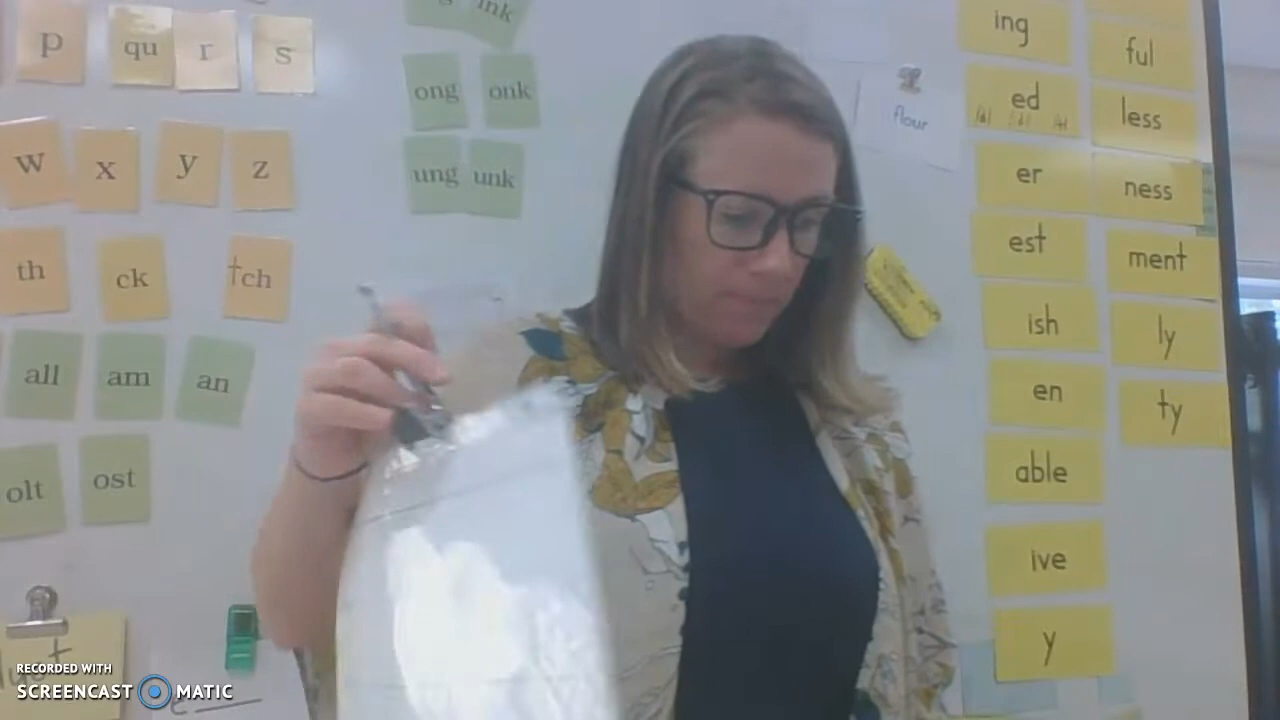 p qu r s
ink
ong onk
w x y z
ung unk
th ck tch
all am an
olt ost
flour
ing
ful
ed
less
er
ness
est
ment
ish
ly
en
ty
able
ive
y
RECORDED WITH
SCREENCAST MATIC